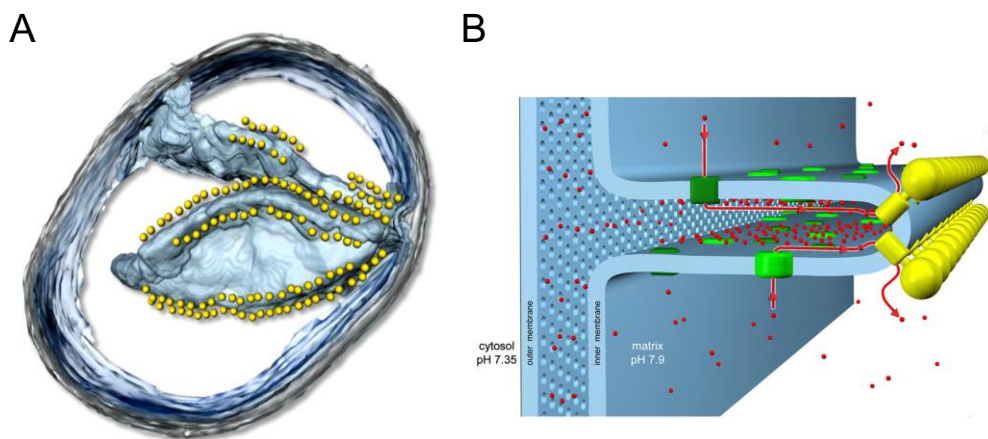 A
B
cytosol
pH 7.35
outer membrane
inner membrane
matrix
pH 7.9